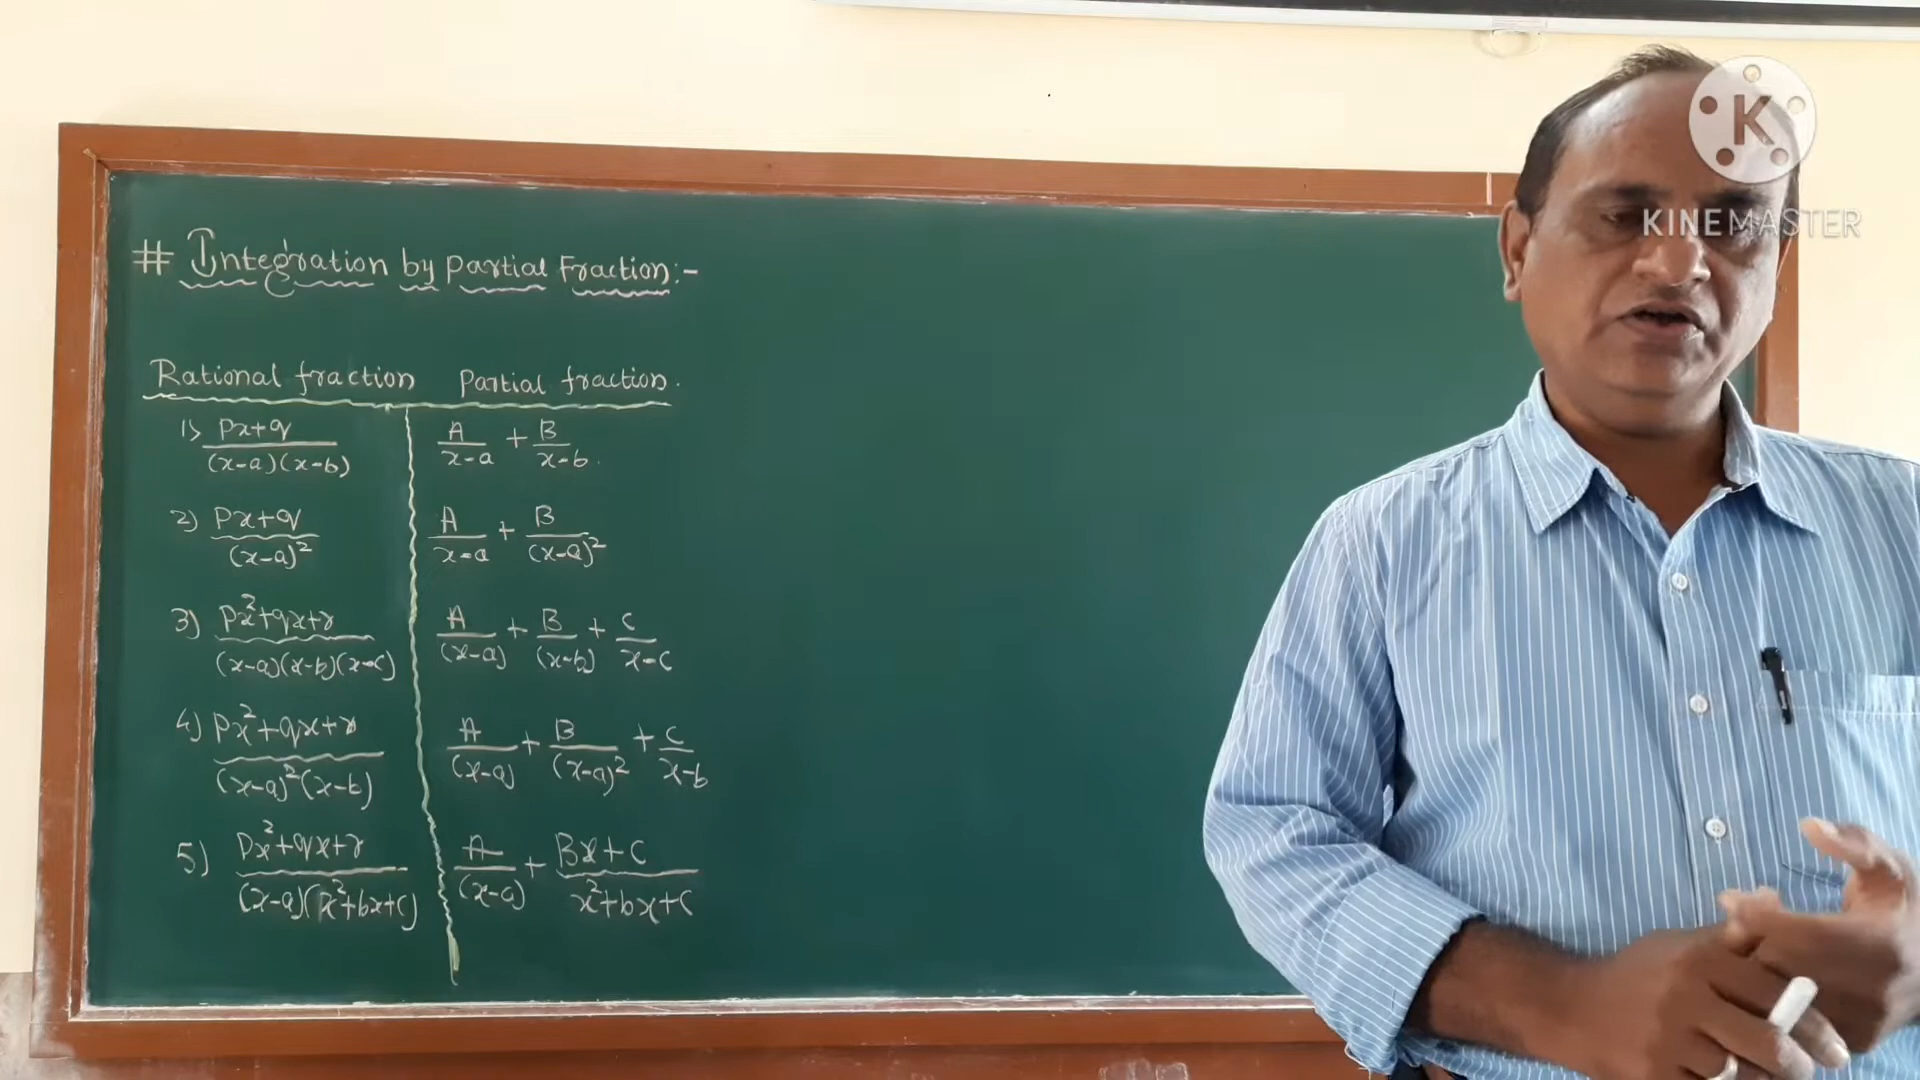 # Integration by Partial Fraction:-
Rational fraction Partial fraction.
1) Px+q/(x-a)(x-b) A/x-a + B/x-b.
2) Px+q/(x-a)² A/x-a + B/(x-a)²
3) Px²+qx+r/(x-a)(x-b)(x-c) A/(x-a) + B/(x-b) + C/x-c
4) Px²+qx+r/(x-a)²(x-b) A/(x-a) + B/(x-a)² + C/x-b
5) Px²+qx+r/(x-a)(x²+bx+c) A/(x-a) + Bx+C/x²+bx+c
K
KINEMASTER